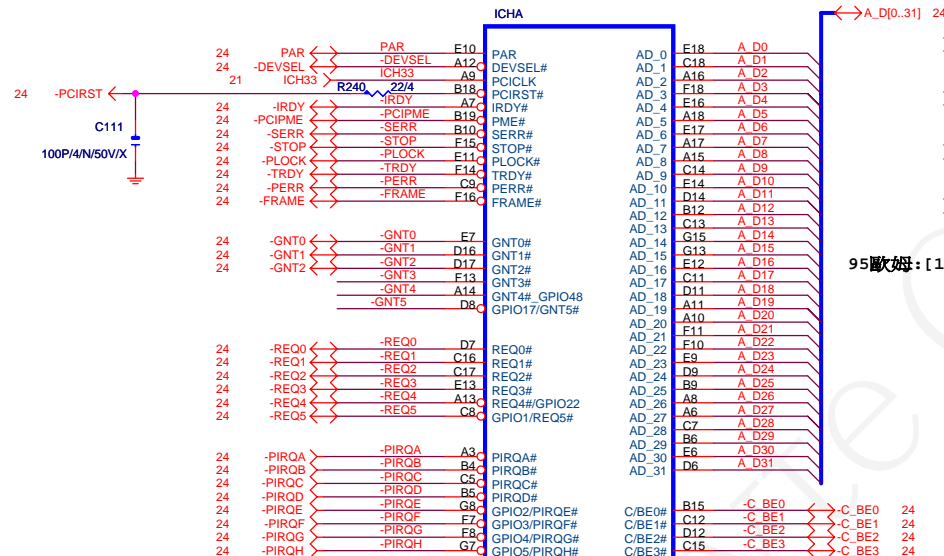 ICHA
A_D[0..31] 24
24 PAR PAR E10 PAR AD_0 E18 A_D0
24 -DEVSEL -DEVSEL A12 DEVSEL# AD_1 C18 A_D1
21 ICH33 ICH33 A9 PCICLK AD_2 A16 A_D2
24 -PCIRST R240 22/4 B18 PCIRST# AD_3 F18 A_D3
24 -IRDY -IRDY A7 IRDY# AD_4 E16 A_D4
24 -PCIPME -PCIPME B19 PME# AD_5 A18 A_D5
24 -SERR -SERR B10 SERR# AD_6 E17 A_D6
24 -STOP -STOP F15 STOP# AD_7 A17 A_D7
24 -PLOCK -PLOCK E11 PLOCK# AD_8 A15 A_D8
24 -TRDY -TRDY F14 TRDY# AD_9 C14 A_D9
24 -PERR -PERR C9 PERR# AD_10 E14 A_D10
24 -FRAME -FRAME F16 FRAME# AD_11 D14 A_D11
C111
100P/4/N/50V/X
AD_12 B12 A_D12
AD_13 C13 A_D13
24 -GNT0 -GNT0 E7 GNT0# AD_14 G15 A_D14
24 -GNT1 -GNT1 D16 GNT1# AD_15 G13 A_D15
24 -GNT2 -GNT2 D17 GNT2# AD_16 E12 A_D16
-GNT3 F13 GNT3# AD_17 C11 A_D17
-GNT4 A14 GNT4#_GPIO48 AD_18 D11 A_D18
-GNT5 D8 GPIO17/GNT5# AD_19 A11 A_D19
95歐姆:[1
AD_20 A10 A_D20
AD_21 F11 A_D21
24 -REQ0 -REQ0 D7 REQ0# AD_22 F10 A_D22
24 -REQ1 -REQ1 C16 REQ1# AD_23 E9 A_D23
24 -REQ2 -REQ2 C17 REQ2# AD_24 D9 A_D24
24 -REQ3 -REQ3 E13 REQ3# AD_25 B9 A_D25
24 -REQ4 -REQ4 A13 REQ4#/GPIO22 AD_26 A8 A_D26
24 -REQ5 -REQ5 C8 GPIO1/REQ5# AD_27 A6 A_D27
AD_28 C7 A_D28
AD_29 B6 A_D29
24 -PIRQA -PIRQA A3 PIRQA# AD_30 E6 A_D30
24 -PIRQB -PIRQB B4 PIRQB# AD_31 D6 A_D31
24 -PIRQC -PIRQC C5 PIRQC#
24 -PIRQD -PIRQD B5 PIRQD#
24 -PIRQE -PIRQE G8 GPIO2/PIRQE# C/BE0# B15 -C_BE0 -C_BE0 24
24 -PIRQF -PIRQF F7 GPIO3/PIRQF# C/BE1# C12 -C_BE1 -C_BE1 24
24 -PIRQG -PIRQG F8 GPIO4/PIRQG# C/BE2# D12 -C_BE2 -C_BE2 24
24 -PIRQH -PIRQH G7 GPIO5/PIRQH# C/BE3# C15 -C_BE3 -C_BE3 24